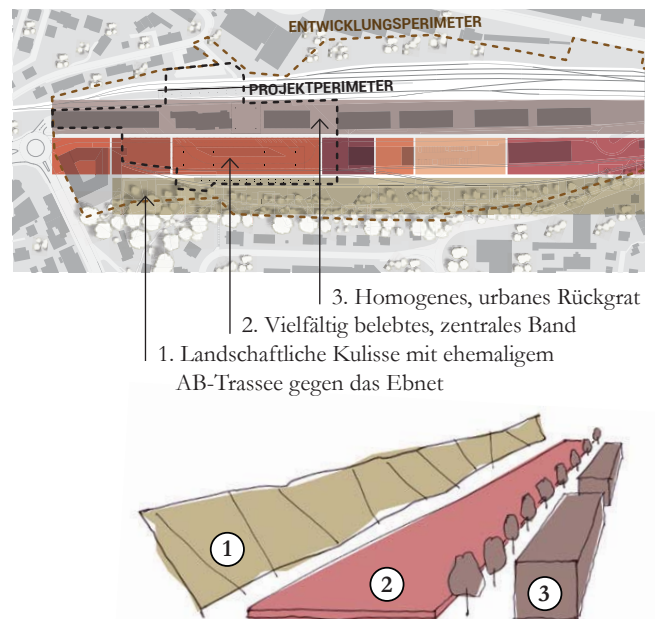 ENTWICKLUNGSPERIMETER
PROJEKTPERIMETER
3. Homogenes, urbanes Rückgrat
2. Vielfältig belebtes, zentrales Band
1. Landschaftliche Kulisse mit ehemaligem
AB-Trassee gegen das Ebnet
1
2
3